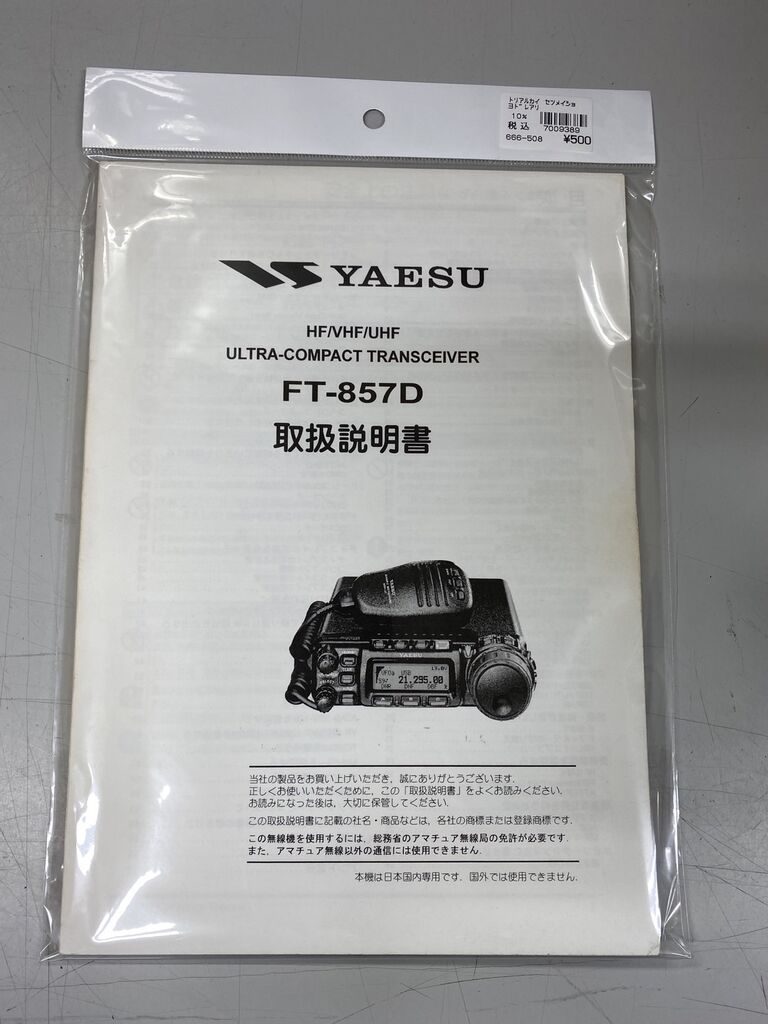 トリアルカイ セツメイショ
ヨドﾞレアリ
10%
税込 7009389
666-508 ¥500
YAESU
HF/VHF/UHF
ULTRA-COMPACT TRANSCEIVER
FT-857D
取扱説明書
YAESU
YAESU
VFOa USB 13.8V
21.295.00
DNR DNF DBF
当社の製品をお買い上げいただき，誠にありがとうございます．
正しくお使いいただくために，この「取扱説明書」をよくお読みください．
お読みになった後は，大切に保管してください．
この取扱説明書に記載の社名・商品などは，各社の商標または登録商標です．
この無線機を使用するには，総務省のアマチュア無線局の免許が必要です．
また，アマチュア無線以外の通信には使用できません．
本機は日本国内専用です．国外では使用できません．